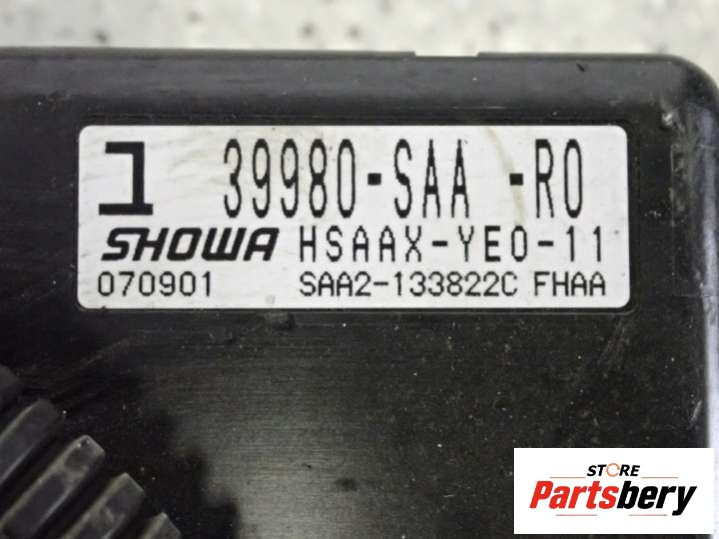 1 39980-SAA -R0
SHOWA HSAAX-YE0-11
070901 SAA2-133822C FHAA
STORE
Partsbery